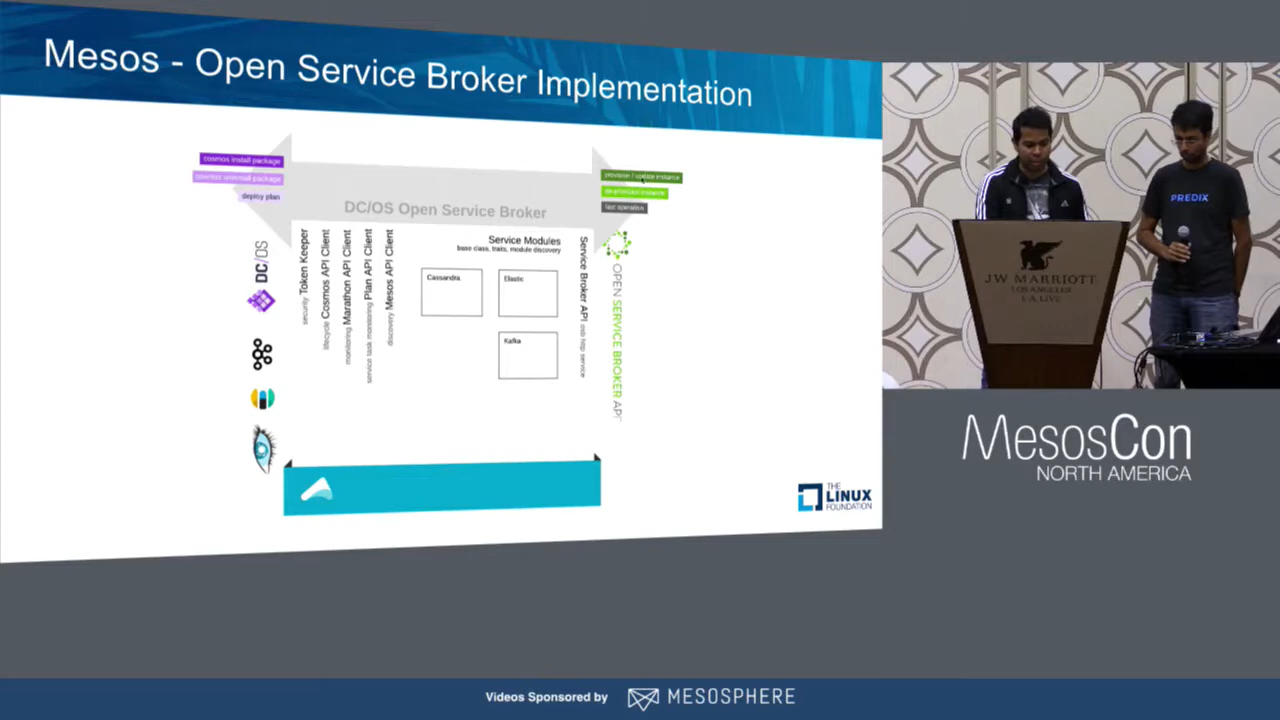 Mesos - Open Service Broker Implementation
cosmos install package
cosmos uninstall package
deploy plan
provision / update instance
deprovision instance
last operation
DC/OS Open Service Broker
DC/OS
security Token Keeper
lifecycle Cosmos API Client
monitoring Marathon API Client
service task monitoring Plan API Client
discovery Mesos API Client
Service Modules
base class, traits, module discovery
Cassandra
Elastic
Kafka
Service Broker API osb http service
OPEN SERVICE BROKER API
THE
LINUX
FOUNDATION
PREDIX
JW MARRIOTT
LOS ANGELES
L.A. LIVE
MesosCon
NORTH AMERICA
Videos Sponsored by
MESOSPHERE